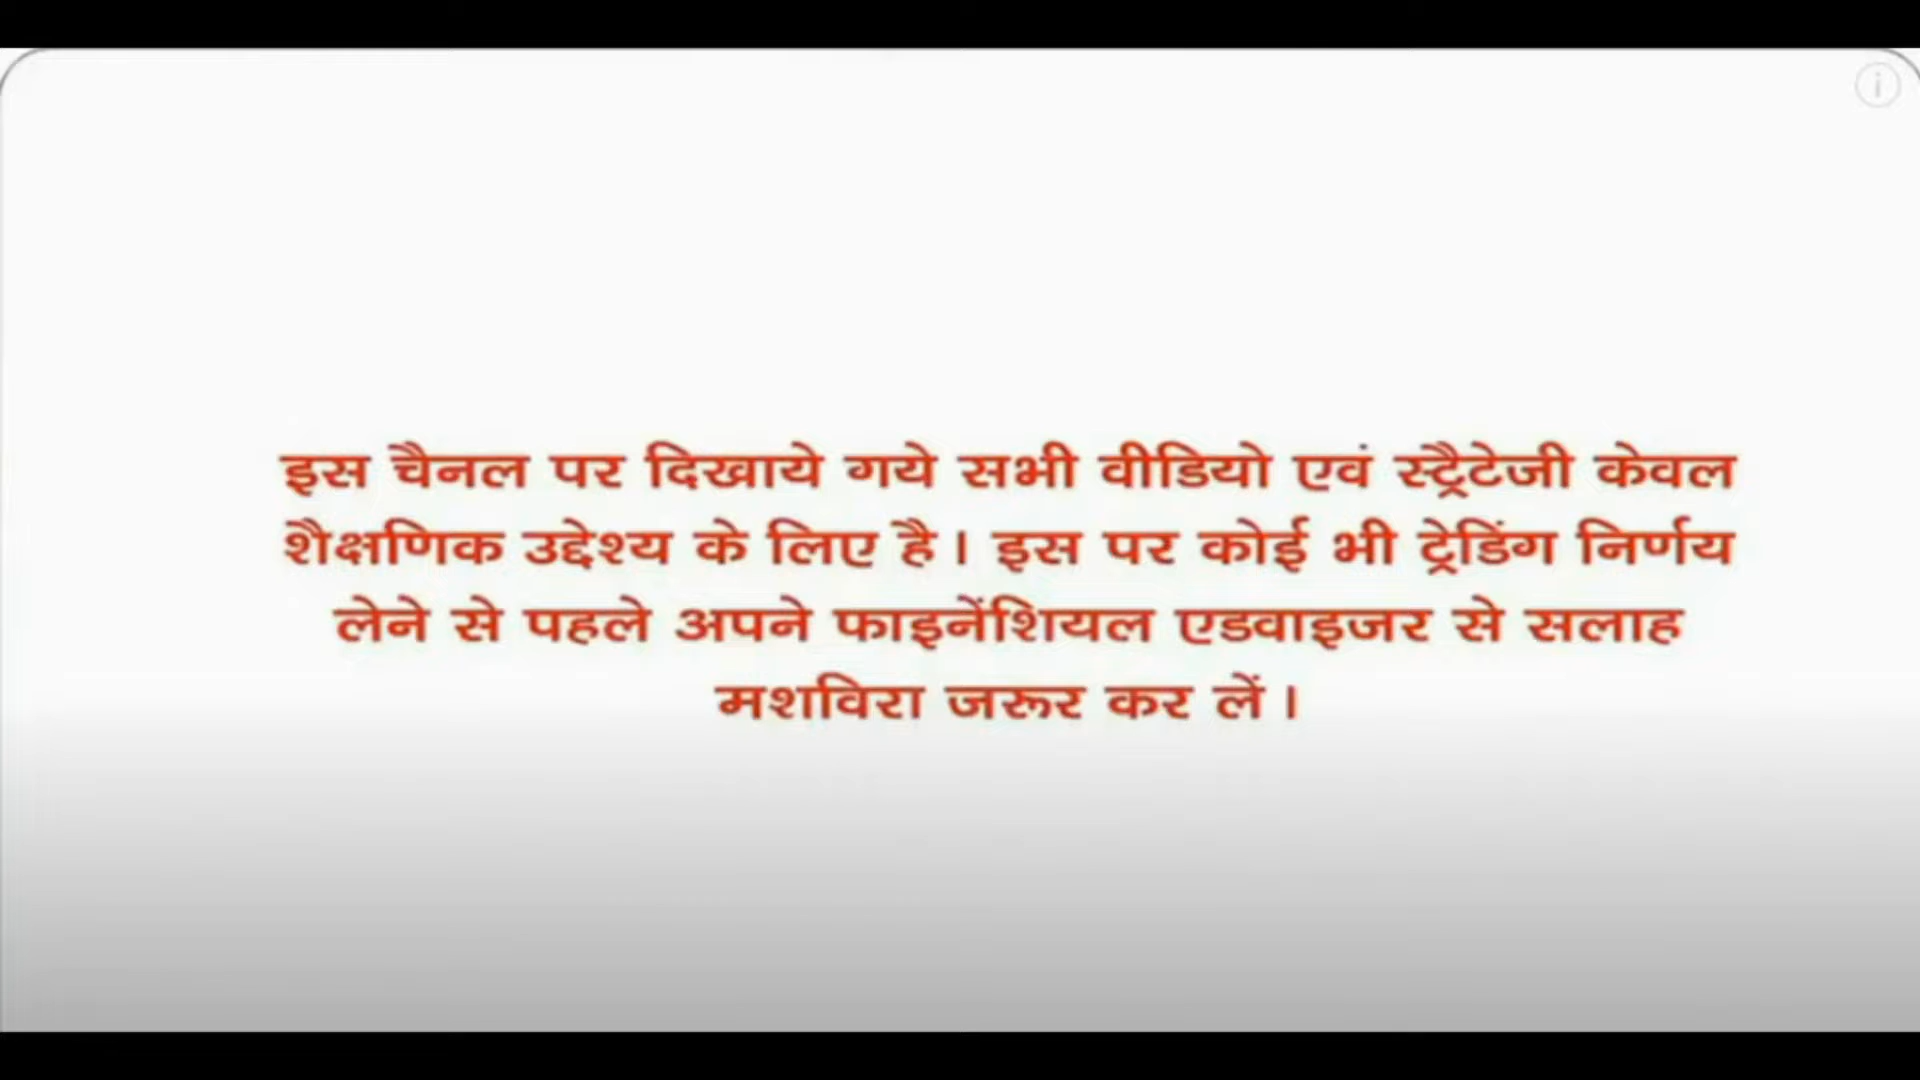 इस चैनल पर दिखाये गये सभी वीडियो एवं स्ट्रैटेजी केवल
शैक्षणिक उद्देश्य के लिए है। इस पर कोई भी ट्रेडिंग निर्णय
लेने से पहले अपने फाइनेंशियल एडवाइजर से सलाह
मशविरा जरूर कर लें।